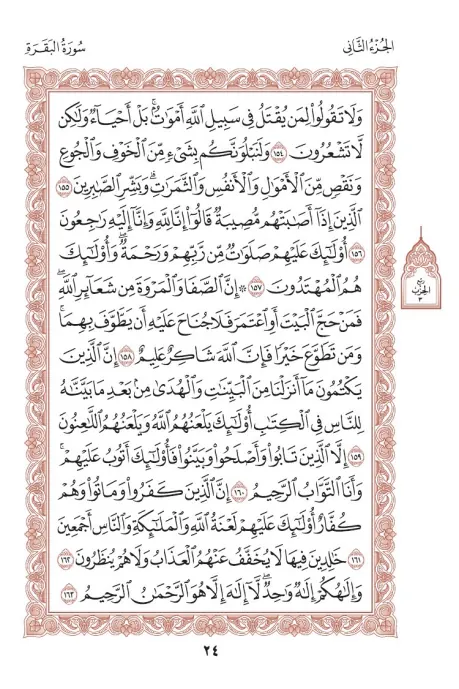 الجزء الثاني
سورة البقرة
وَلَا تَقُولُوا۟ لِمَن يُقْتَلُ فِى سَبِيلِ ٱللَّهِ أَمْوَٰتٌۢ ۚ بَلْ أَحْيَآءٌ وَلَٰكِن
لَّا تَشْعُرُونَ ١٥٤ وَلَنَبْلُوَنَّكُم بِشَىْءٍ مِّنَ ٱلْخَوْفِ وَٱلْجُوعِ
وَنَقْصٍ مِّنَ ٱلْأَمْوَٰلِ وَٱلْأَنفُسِ وَٱلثَّمَرَٰتِ ۗ وَبَشِّرِ ٱلصَّٰبِرِينَ ١٥٥
ٱلَّذِينَ إِذَآ أَصَٰبَتْهُم مُّصِيبَةٌ قَالُوٓا۟ إِنَّا لِلَّهِ وَإِنَّآ إِلَيْهِ رَٰجِعُونَ
١٥٦ أُو۟لَٰٓئِكَ عَلَيْهِمْ صَلَوَٰتٌ مِّن رَّبِّهِمْ وَرَحْمَةٌ ۖ وَأُو۟لَٰٓئِكَ
هُمُ ٱلْمُهْتَدُونَ ١٥٧ ۞ إِنَّ ٱلصَّفَا وَٱلْمَرْوَةَ مِن شَعَآئِرِ ٱللَّهِ ۖ
فَمَنْ حَجَّ ٱلْبَيْتَ أَوِ ٱعْتَمَرَ فَلَا جُنَاحَ عَلَيْهِ أَن يَطَّوَّفَ بِهِمَا ۚ
وَمَن تَطَوَّعَ خَيْرًا فَإِنَّ ٱللَّهَ شَاكِرٌ عَلِيمٌ ١٥٨ إِنَّ ٱلَّذِينَ
يَكْتُمُونَ مَآ أَنزَلْنَا مِنَ ٱلْبَيِّنَٰتِ وَٱلْهُدَىٰ مِنۢ بَعْدِ مَا بَيَّنَّٰهُ
لِلنَّاسِ فِى ٱلْكِتَٰبِ ۙ أُو۟لَٰٓئِكَ يَلْعَنُهُمُ ٱللَّهُ وَيَلْعَنُهُمُ ٱللَّٰعِنُونَ
١٥٩ إِلَّا ٱلَّذِينَ تَابُوا۟ وَأَصْلَحُوا۟ وَبَيَّنُوا۟ فَأُو۟لَٰٓئِكَ أَتُوبُ عَلَيْهِمْ ۚ
وَأَنَا ٱلتَّوَّابُ ٱلرَّحِيمُ ١٦٠ إِنَّ ٱلَّذِينَ كَفَرُوا۟ وَمَاتُوا۟ وَهُمْ
كُفَّارٌ أُو۟لَٰٓئِكَ عَلَيْهِمْ لَعْنَةُ ٱللَّهِ وَٱلْمَلَٰٓئِكَةِ وَٱلنَّاسِ أَجْمَعِينَ
١٦١ خَٰلِدِينَ فِيهَا ۖ لَا يُخَفَّفُ عَنْهُمُ ٱلْعَذَابُ وَلَا هُمْ يُنظَرُونَ ١٦٢
وَإِلَٰهُكُمْ إِلَٰهٌ وَٰحِدٌ ۖ لَّآ إِلَٰهَ إِلَّا هُوَ ٱلرَّحْمَٰنُ ٱلرَّحِيمُ ١٦٣
ربع
الحزب
٣
٢٤